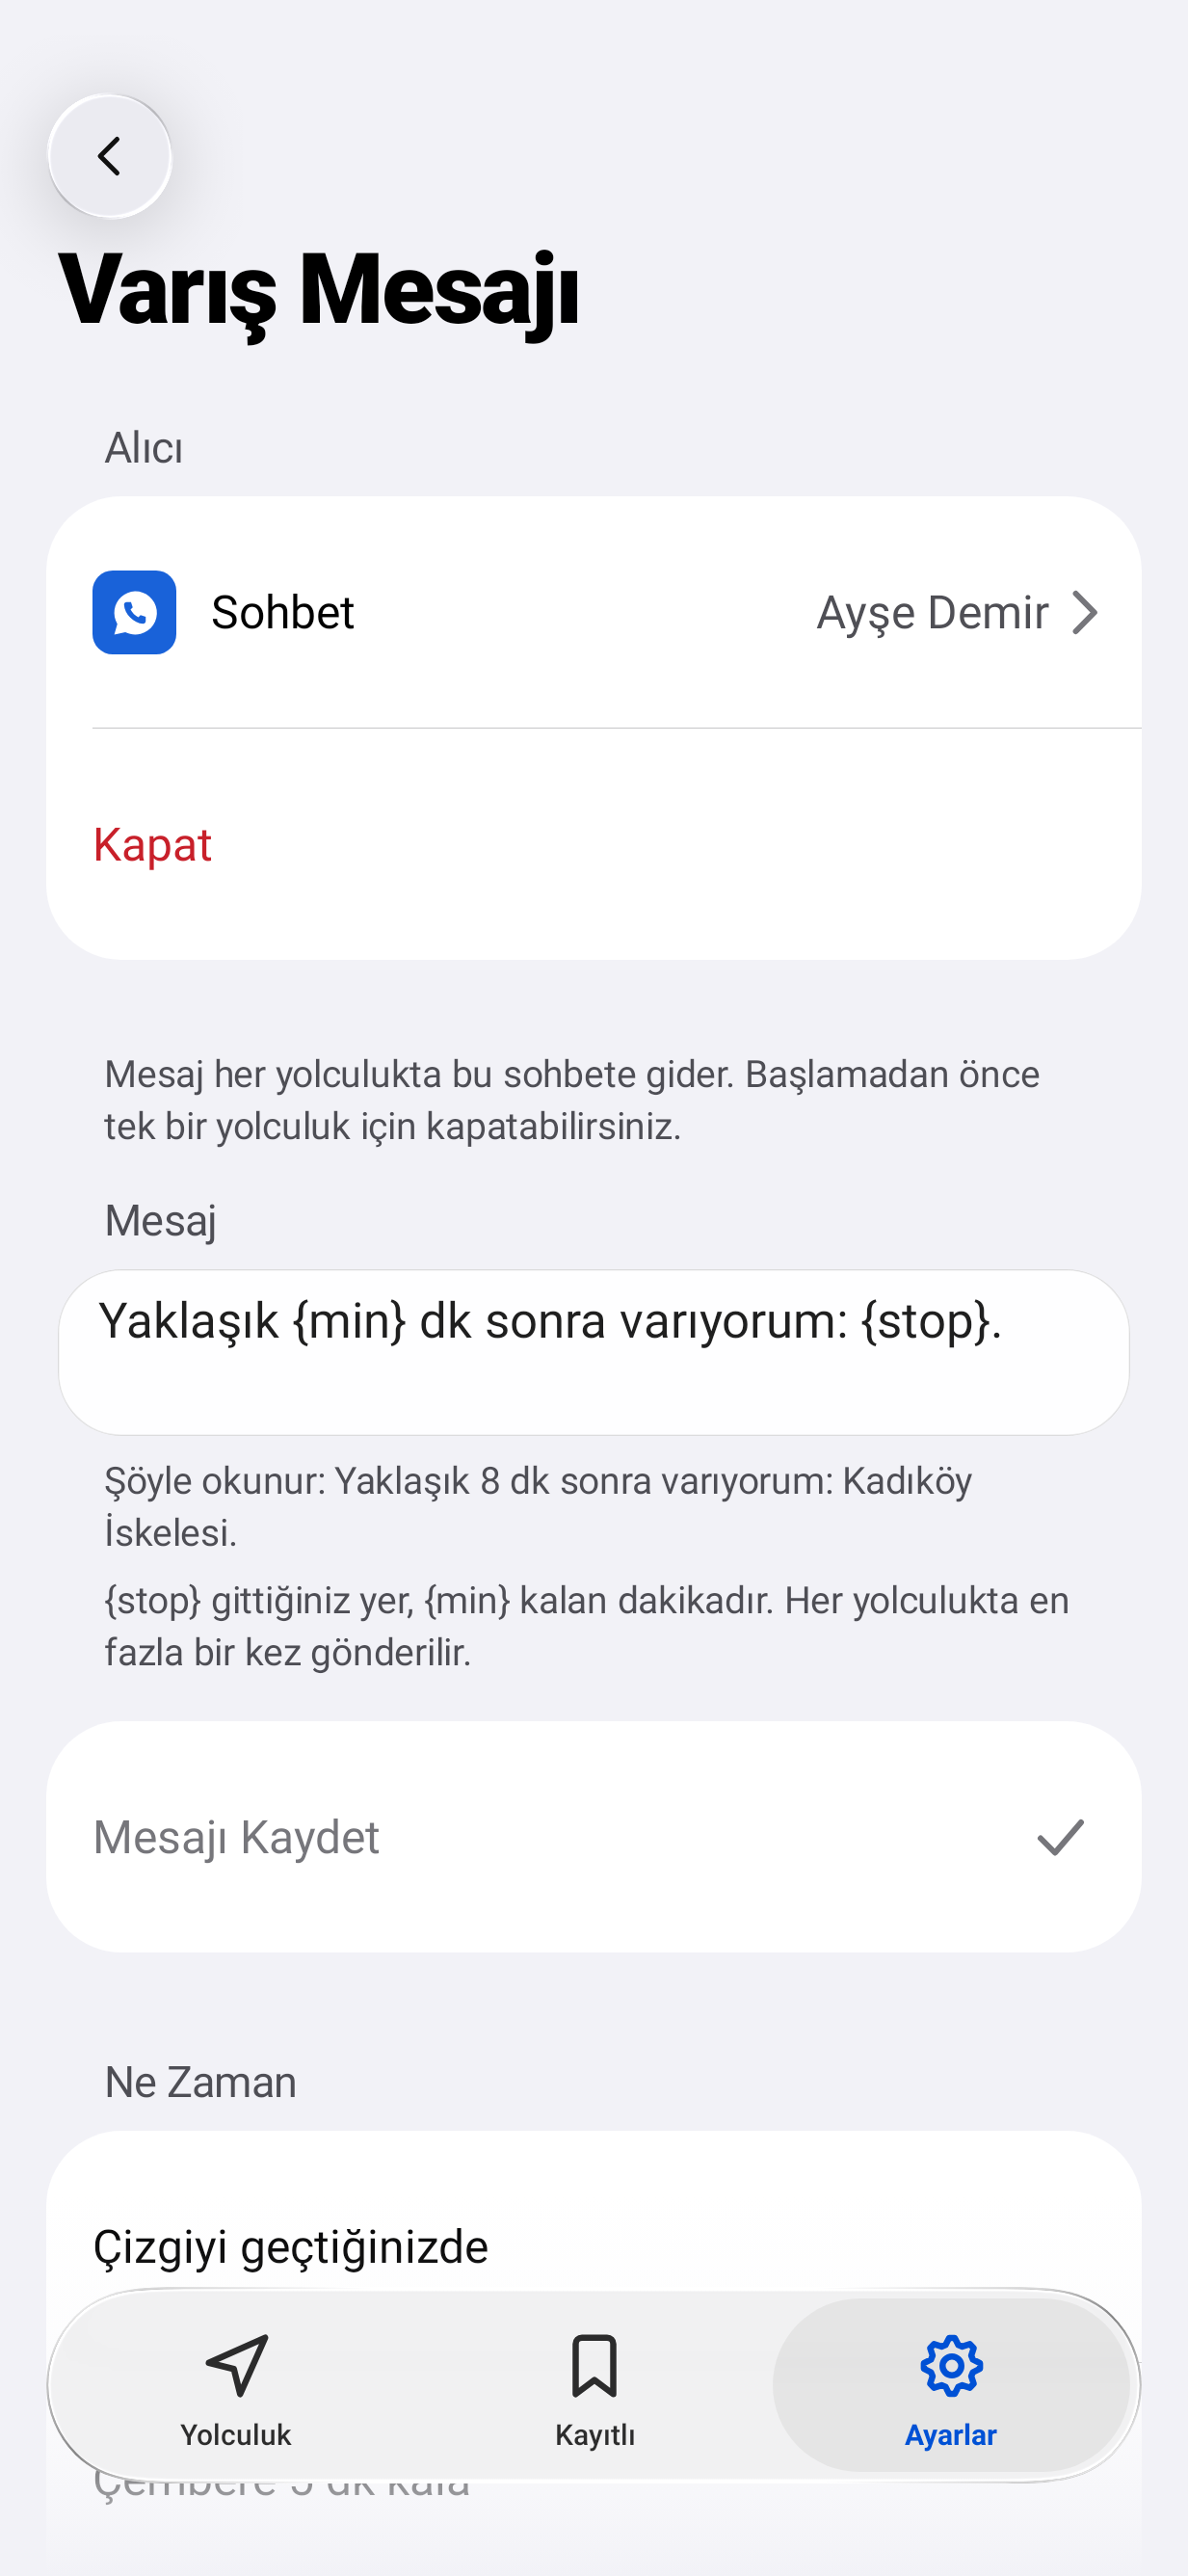 Varış Mesajı
Alıcı
Sohbet
Ayşe Demir
Kapat
Mesaj her yolculukta bu sohbete gider. Başlamadan önce
tek bir yolculuk için kapatabilirsiniz.
Mesaj
Yaklaşık {min} dk sonra varıyorum: {stop}.
Şöyle okunur: Yaklaşık 8 dk sonra varıyorum: Kadıköy
İskelesi.
{stop} gittiğiniz yer, {min} kalan dakikadır. Her yolculukta en
fazla bir kez gönderilir.
Mesajı Kaydet
Ne Zaman
Çizgiyi geçtiğinizde
Yolculuk
Kayıtlı
Ayarlar